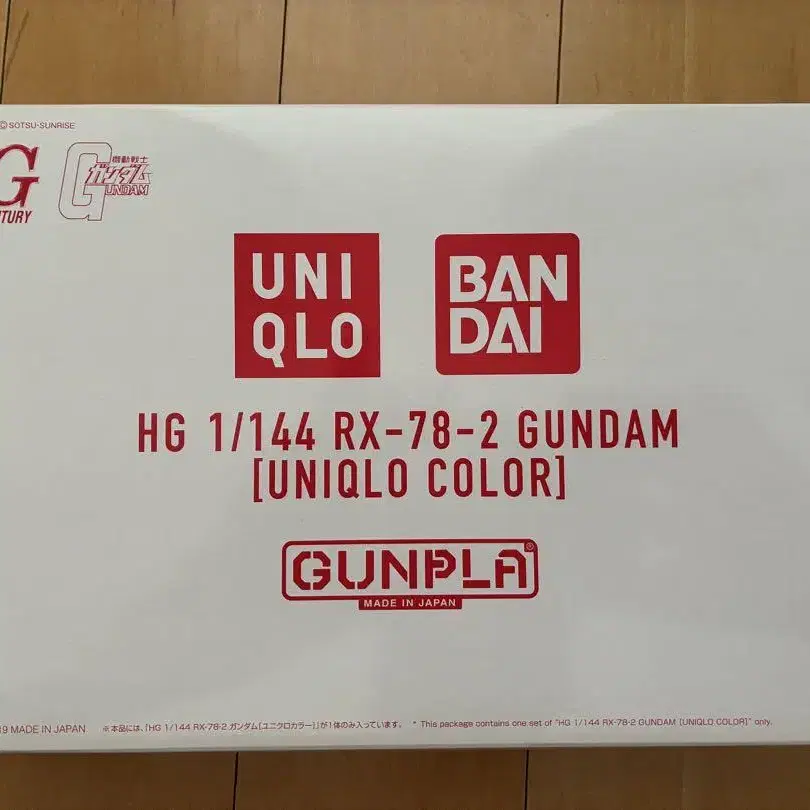 ©SOTSU・SUNRISE
G
TURY
機動戦士
ガンダム
GUNDAM
UNI
QLO
BAN
DAI
HG 1/144 RX-78-2 GUNDAM
[UNIQLO COLOR]
GUNPLA®
MADE IN JAPAN
9 MADE IN JAPAN ※本品には、「HG 1/144 RX-78-2 ガンダム[ユニクロカラー]」が1体のみ入っています。 * This package contains one set of "HG 1/144 RX-78-2 GUNDAM [UNIQLO COLOR]" only.